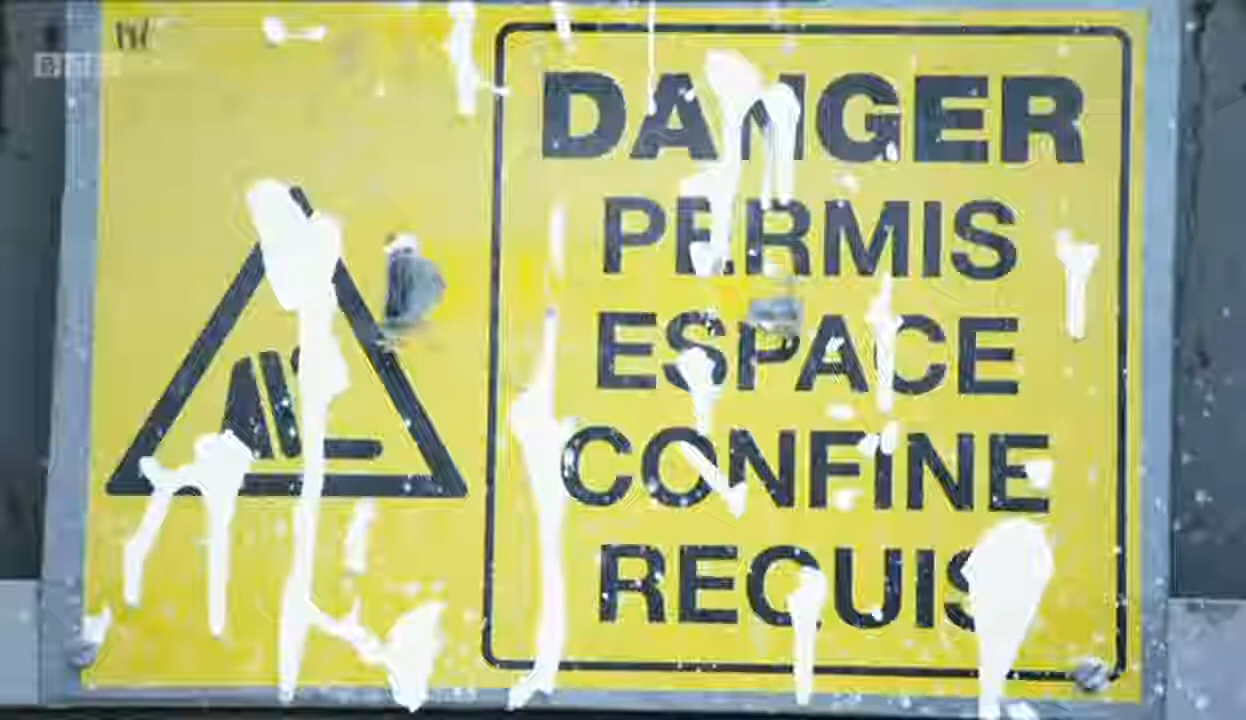 DANGER
PERMIS
ESPACE
CONFINE
REQUIS